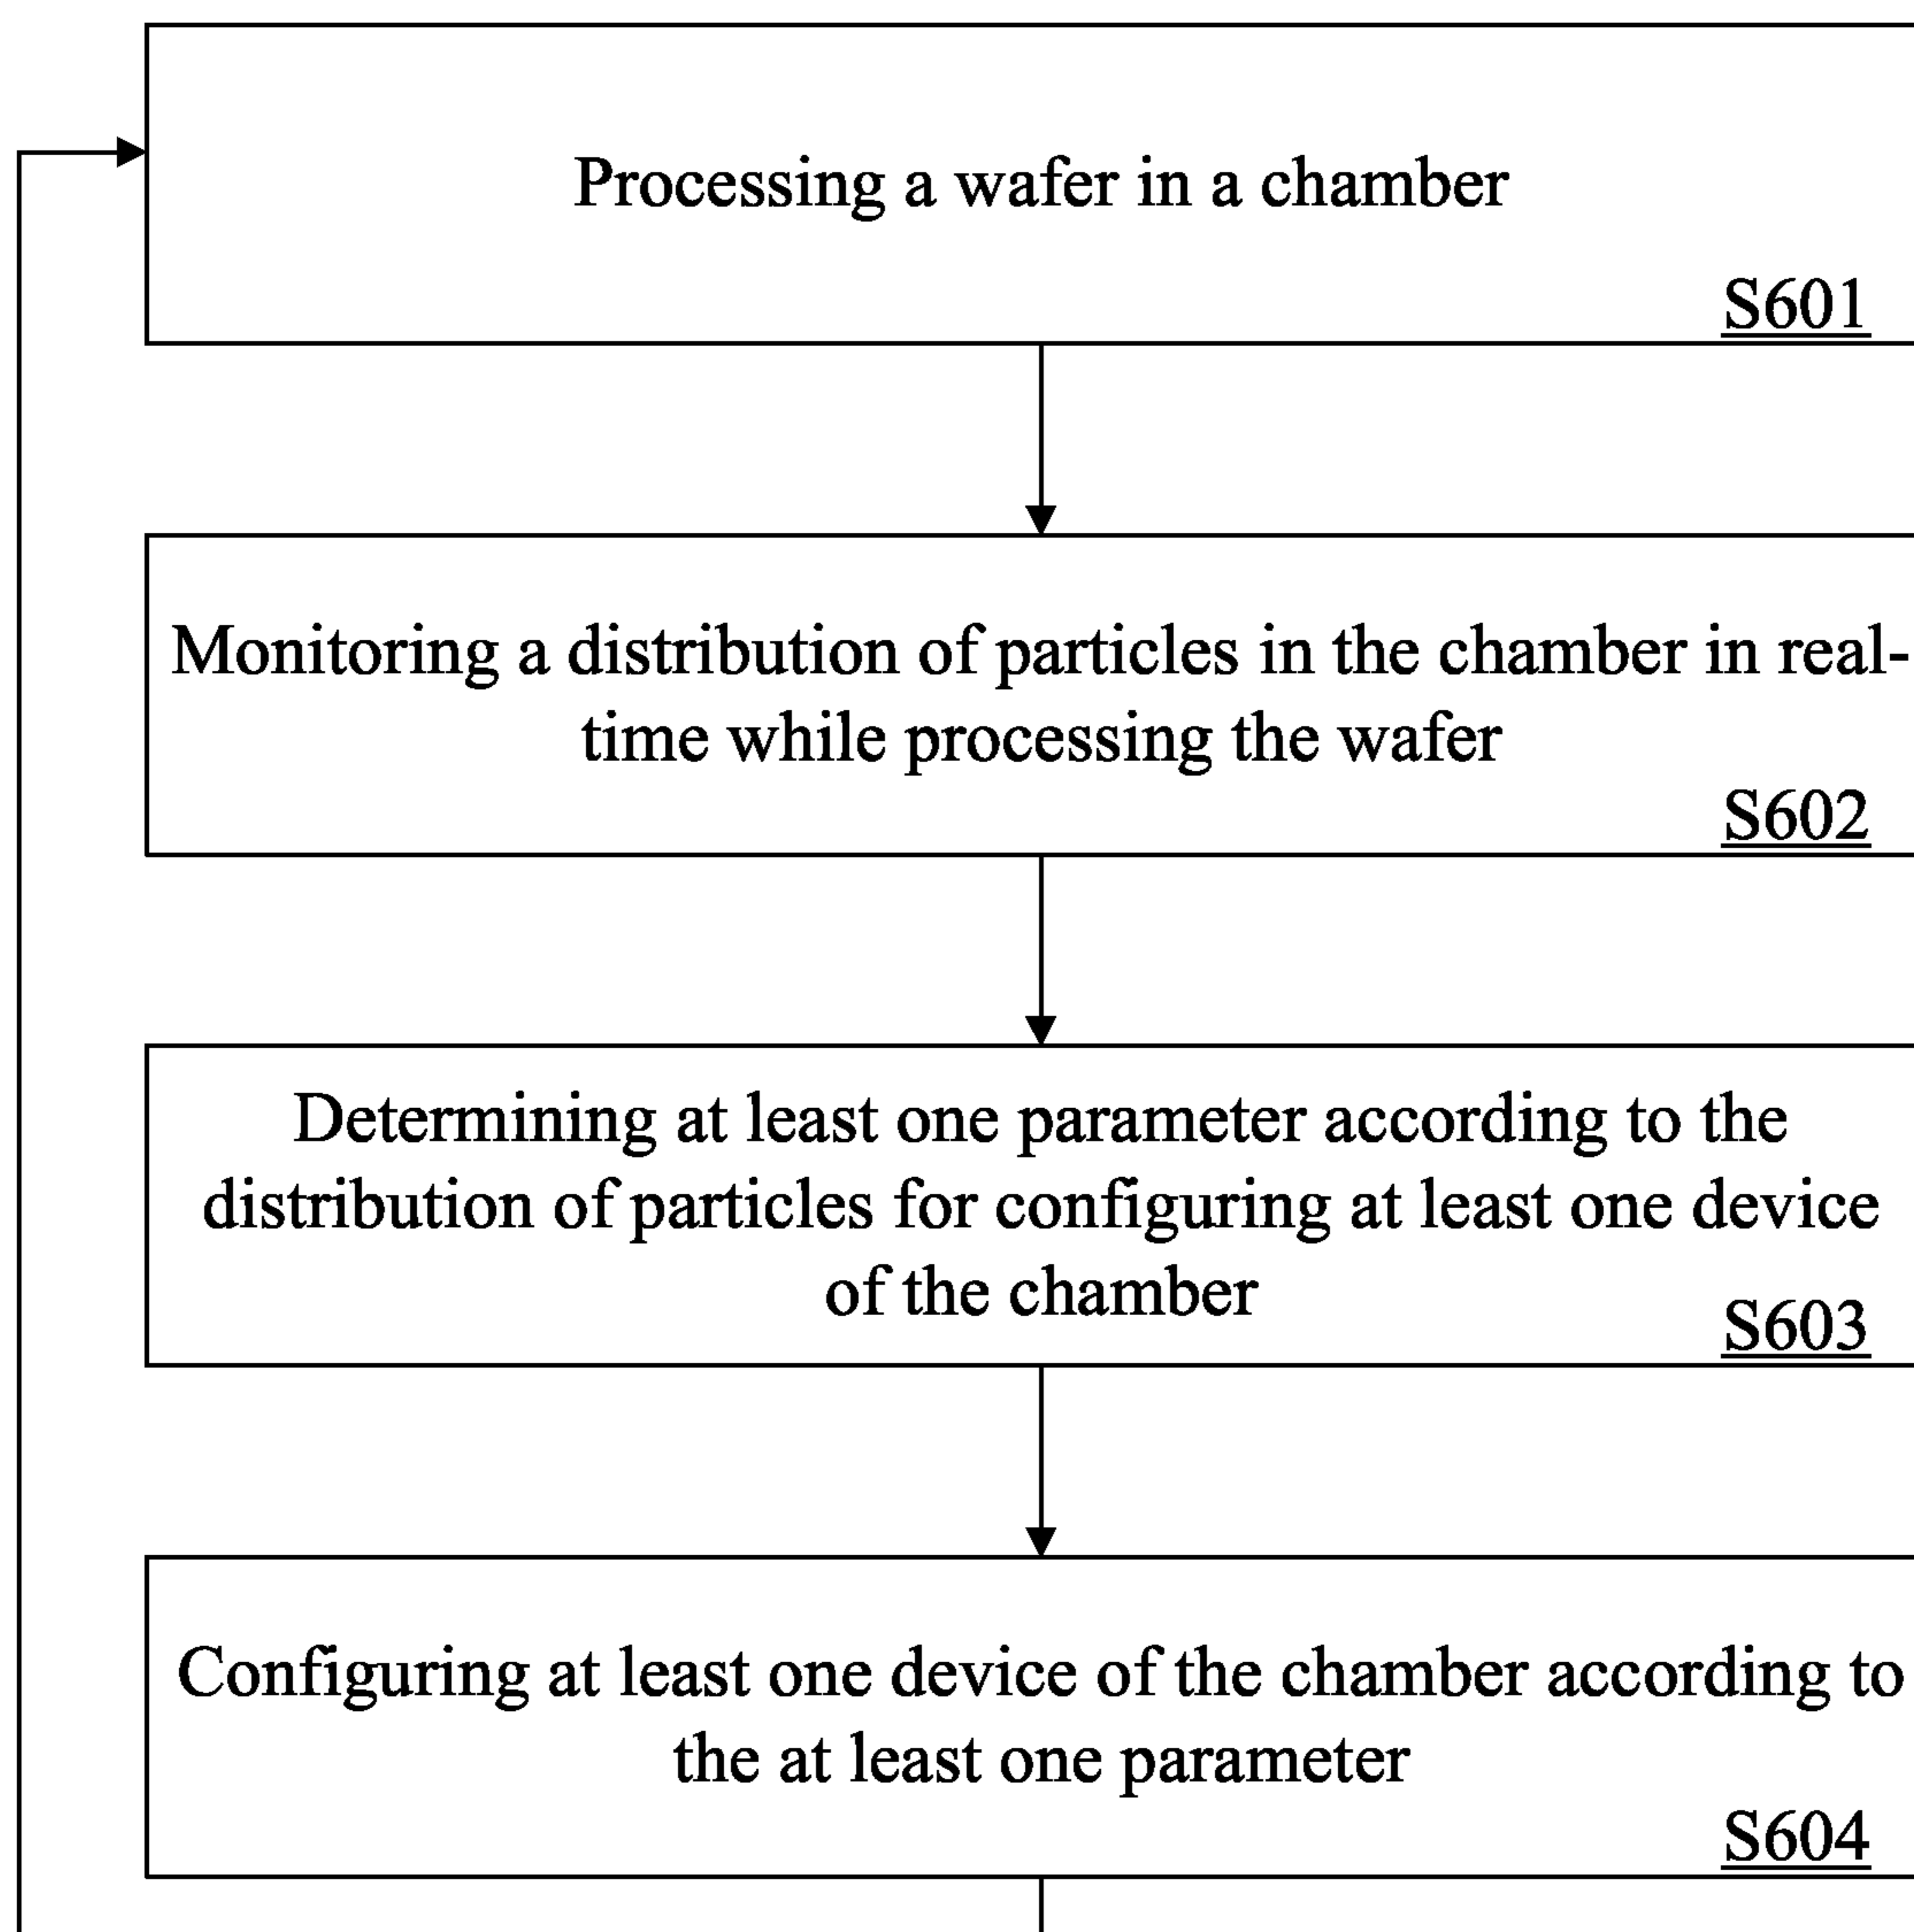 Processing a wafer in a chamber
S601
Monitoring a distribution of particles in the chamber in real-
time while processing the wafer
S602
Determining at least one parameter according to the
distribution of particles for configuring at least one device
of the chamber
S603
Configuring at least one device of the chamber according to
the at least one parameter
S604